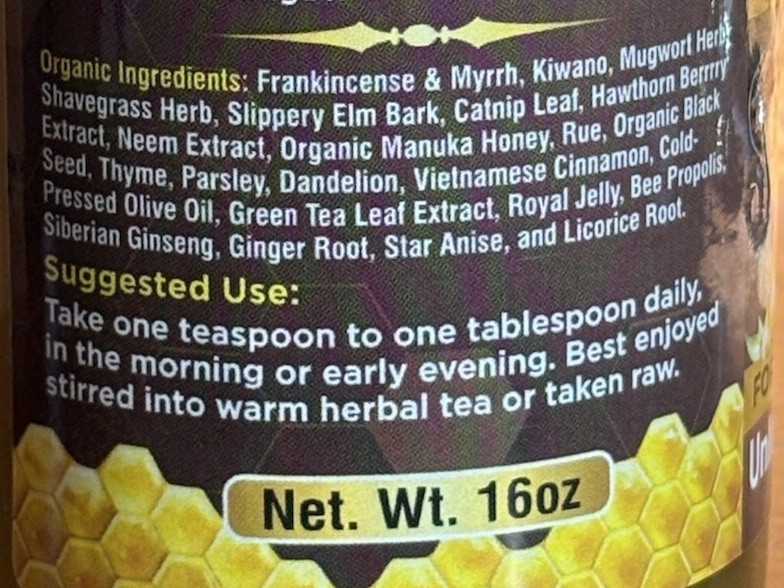 Organic Ingredients: Frankincense & Myrrh, Kiwano, Mugwort Herb,
Shavegrass Herb, Slippery Elm Bark, Catnip Leaf, Hawthorn Berrrry
Extract, Neem Extract, Organic Manuka Honey, Rue, Organic Black
Seed, Thyme, Parsley, Dandelion, Vietnamese Cinnamon, Cold-
Pressed Olive Oil, Green Tea Leaf Extract, Royal Jelly, Bee Propolis,
Siberian Ginseng, Ginger Root, Star Anise, and Licorice Root.
Suggested Use:
Take one teaspoon to one tablespoon daily,
in the morning or early evening. Best enjoyed
stirred into warm herbal tea or taken raw.
Net. Wt. 16oz